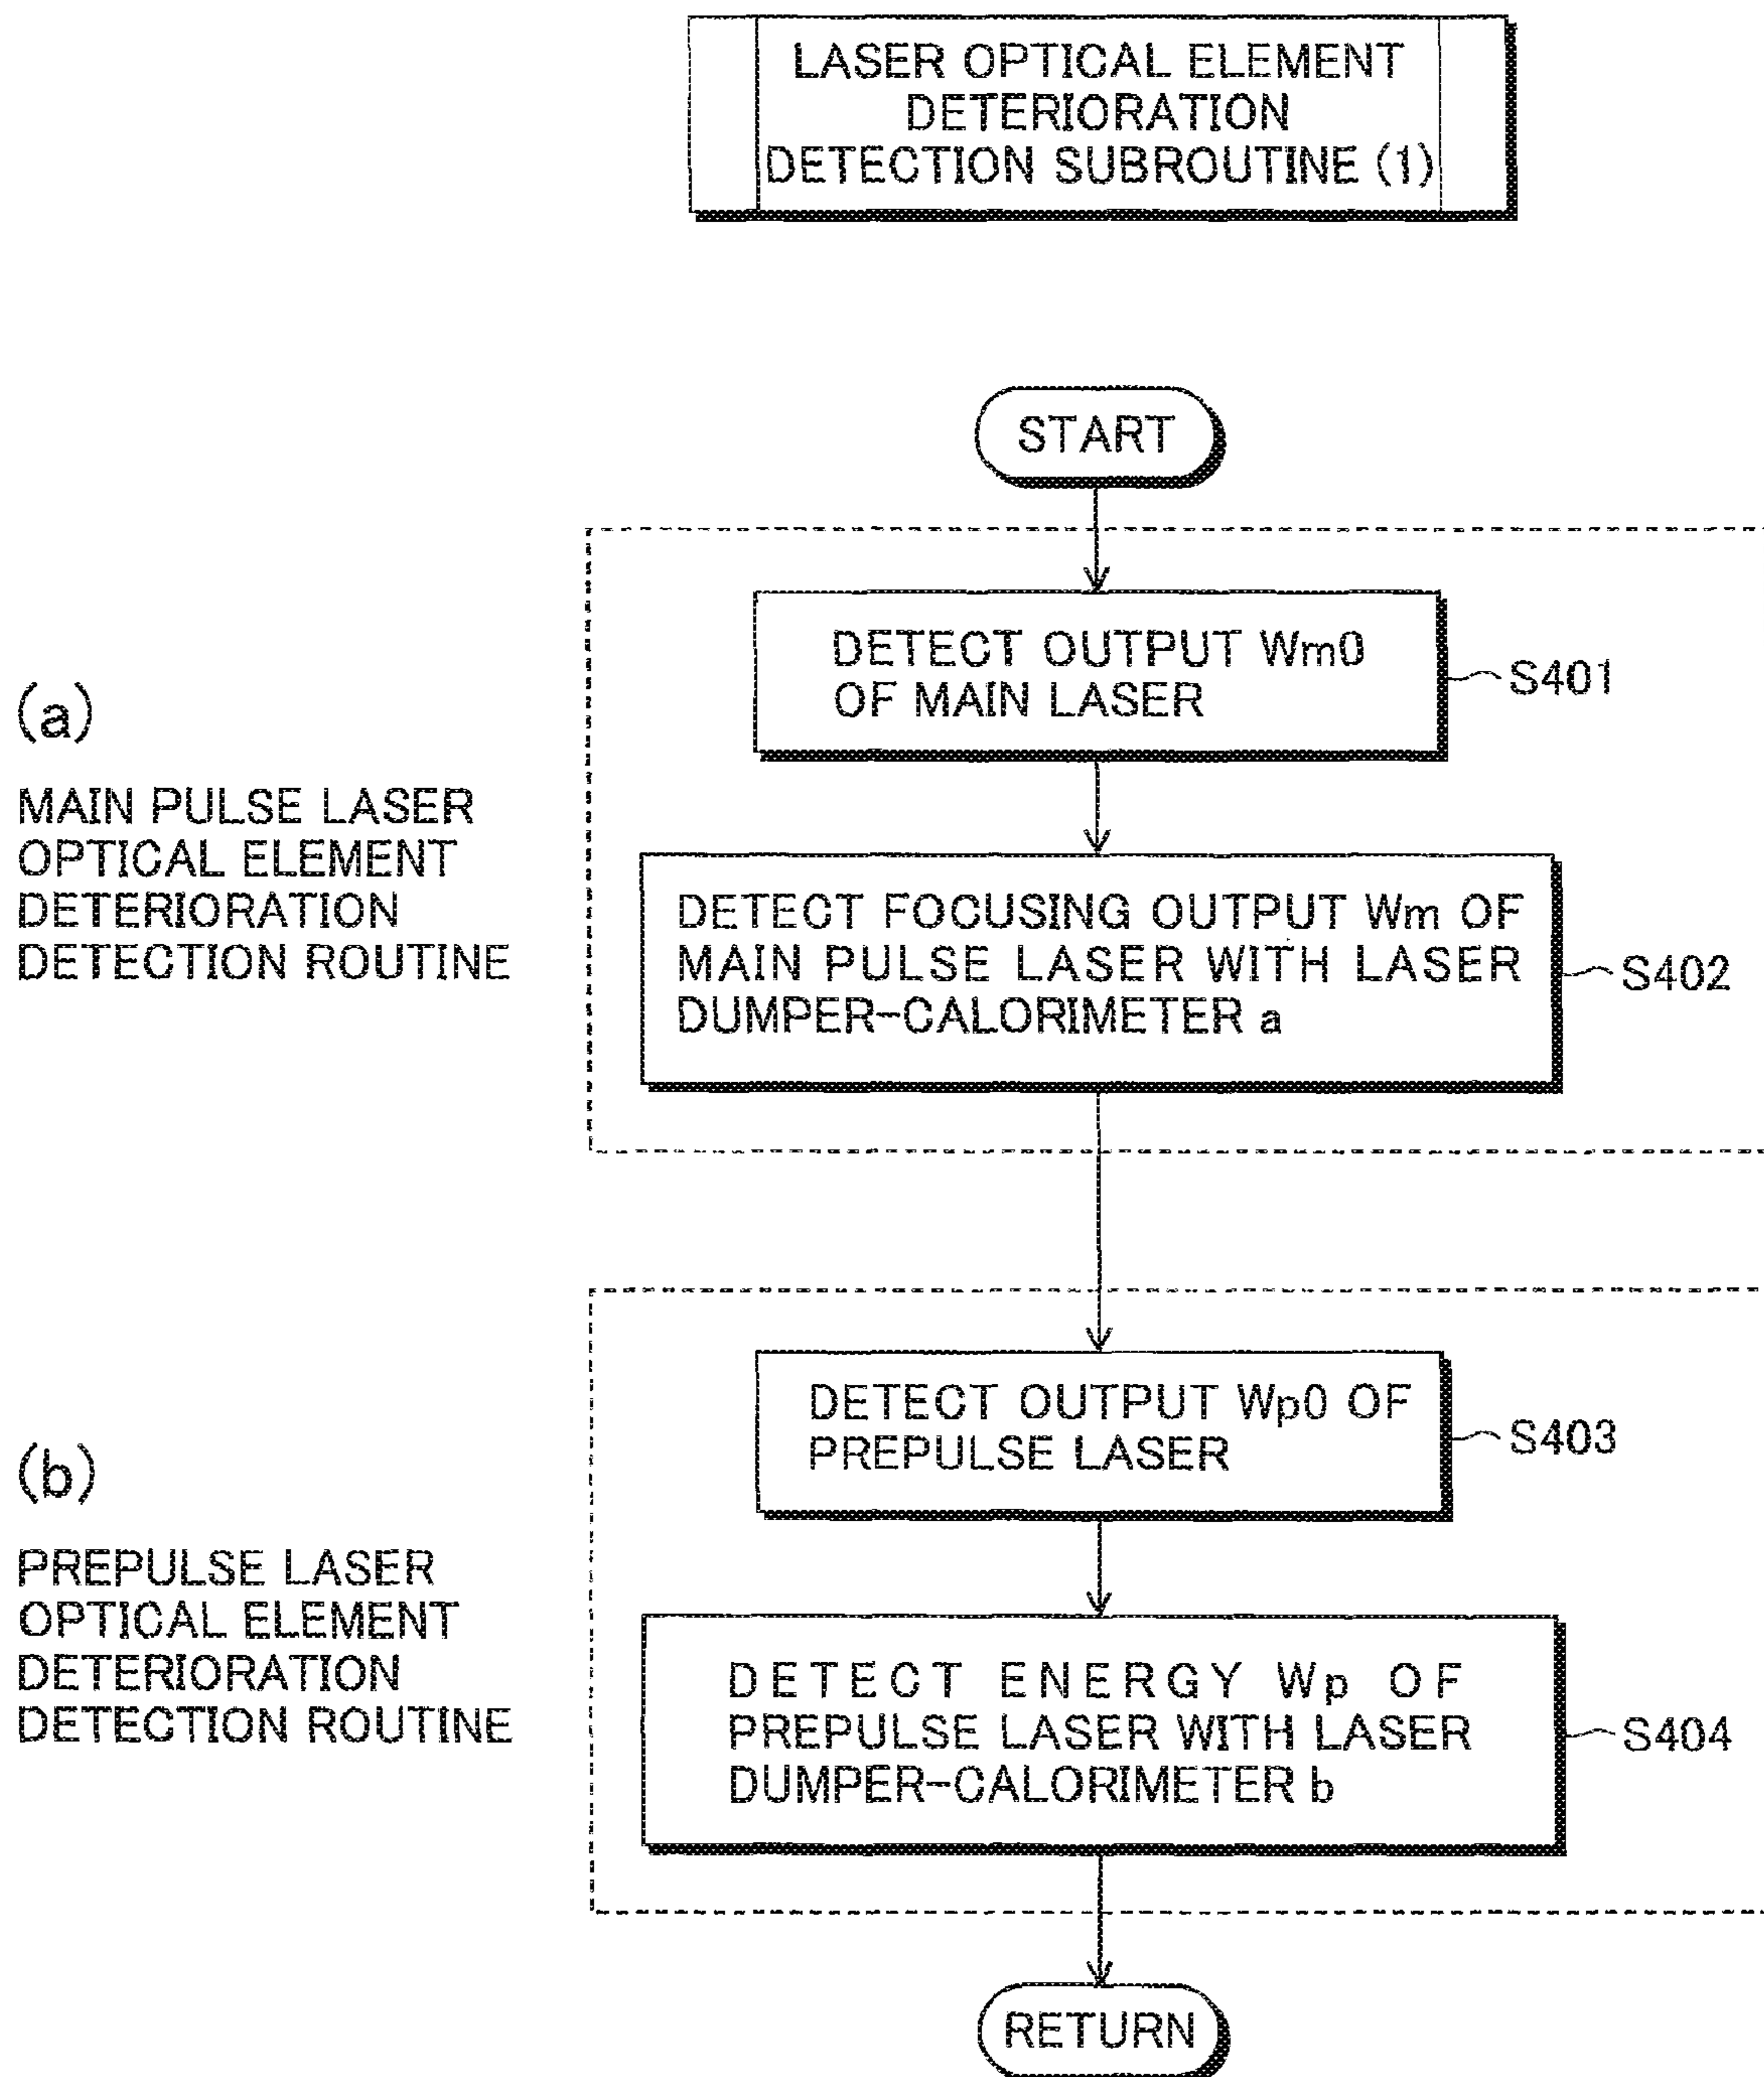 LASER OPTICAL ELEMENT
DETERIORATION
DETECTION SUBROUTINE (1)
START
(a)
MAIN PULSE LASER
OPTICAL ELEMENT
DETERIORATION
DETECTION ROUTINE
DETECT OUTPUT Wm0
OF MAIN LASER
S401
DETECT FOCUSING OUTPUT Wm OF
MAIN PULSE LASER WITH LASER
DUMPER-CALORIMETER a
S402
(b)
PREPULSE LASER
OPTICAL ELEMENT
DETERIORATION
DETECTION ROUTINE
DETECT OUTPUT Wp0 OF
PREPULSE LASER
S403
DETECT ENERGY Wp OF
PREPULSE LASER WITH LASER
DUMPER-CALORIMETER b
S404
RETURN